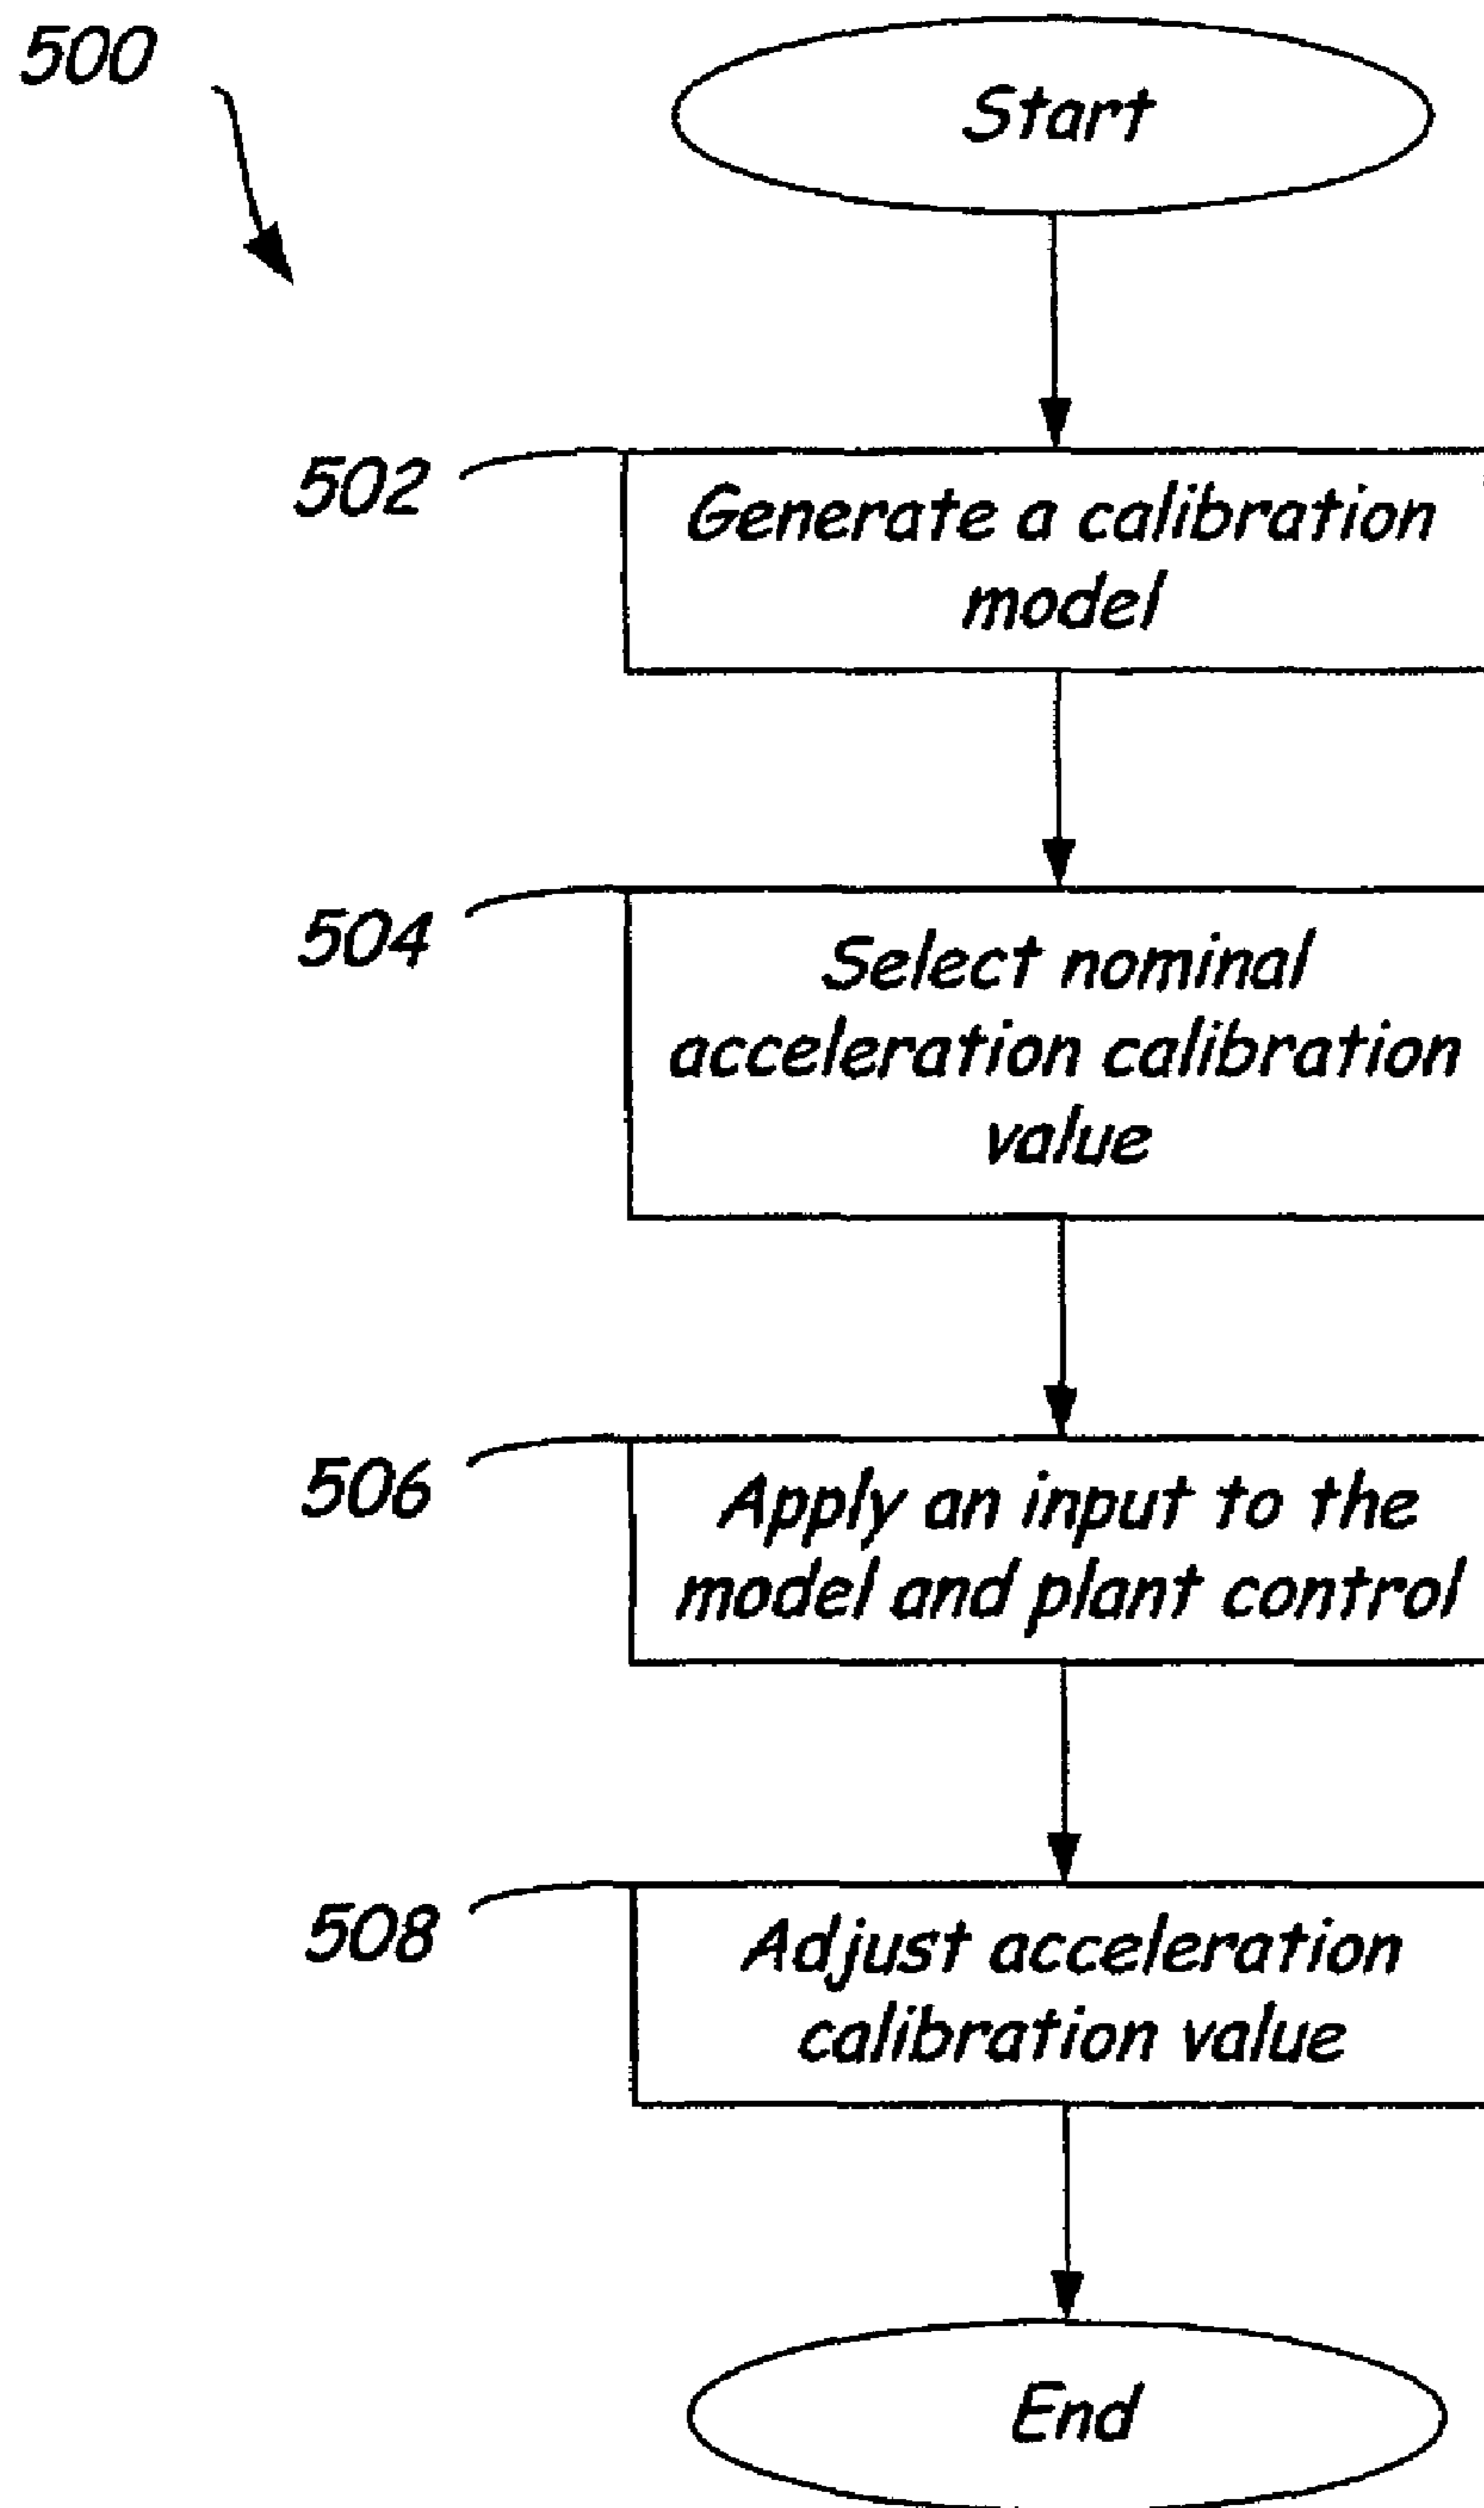 500
Start
502
Generate a calibration
model
504
Select nominal
acceleration calibration
value
506
Apply an input to the
model and plant control
508
Adjust acceleration
calibration value
End